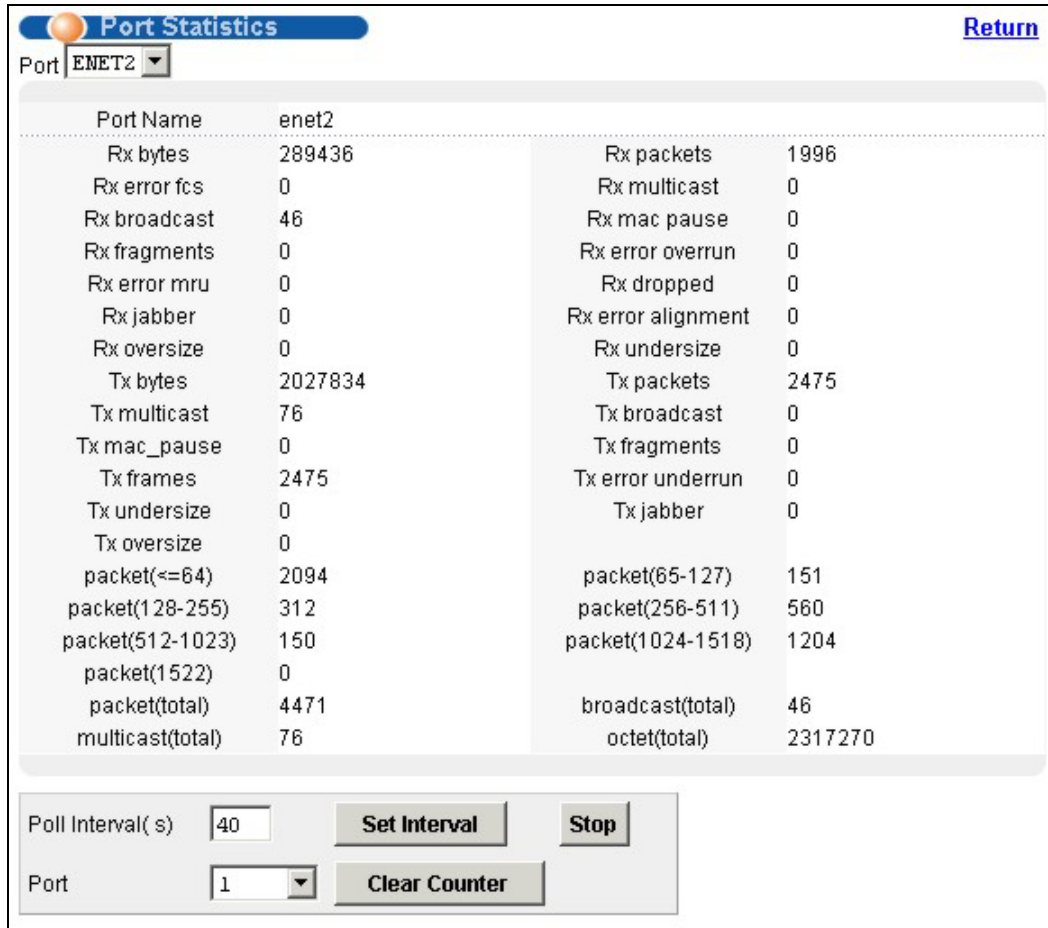 Port Statistics Return
Port ENET2
Port Name enet2
Rx bytes 289436 Rx packets 1996
Rx error fcs 0 Rx multicast 0
Rx broadcast 46 Rx mac pause 0
Rx fragments 0 Rx error overrun 0
Rx error mru 0 Rx dropped 0
Rx jabber 0 Rx error alignment 0
Rx oversize 0 Rx undersize 0
Tx bytes 2027834 Tx packets 2475
Tx multicast 76 Tx broadcast 0
Tx mac_pause 0 Tx fragments 0
Tx frames 2475 Tx error underrun 0
Tx undersize 0 Tx jabber 0
Tx oversize 0
packet(<=64) 2094 packet(65-127) 151
packet(128-255) 312 packet(256-511) 560
packet(512-1023) 150 packet(1024-1518) 1204
packet(1522) 0
packet(total) 4471 broadcast(total) 46
multicast(total) 76 octet(total) 2317270
Poll Interval( s) 40 Set Interval Stop
Port 1 Clear Counter